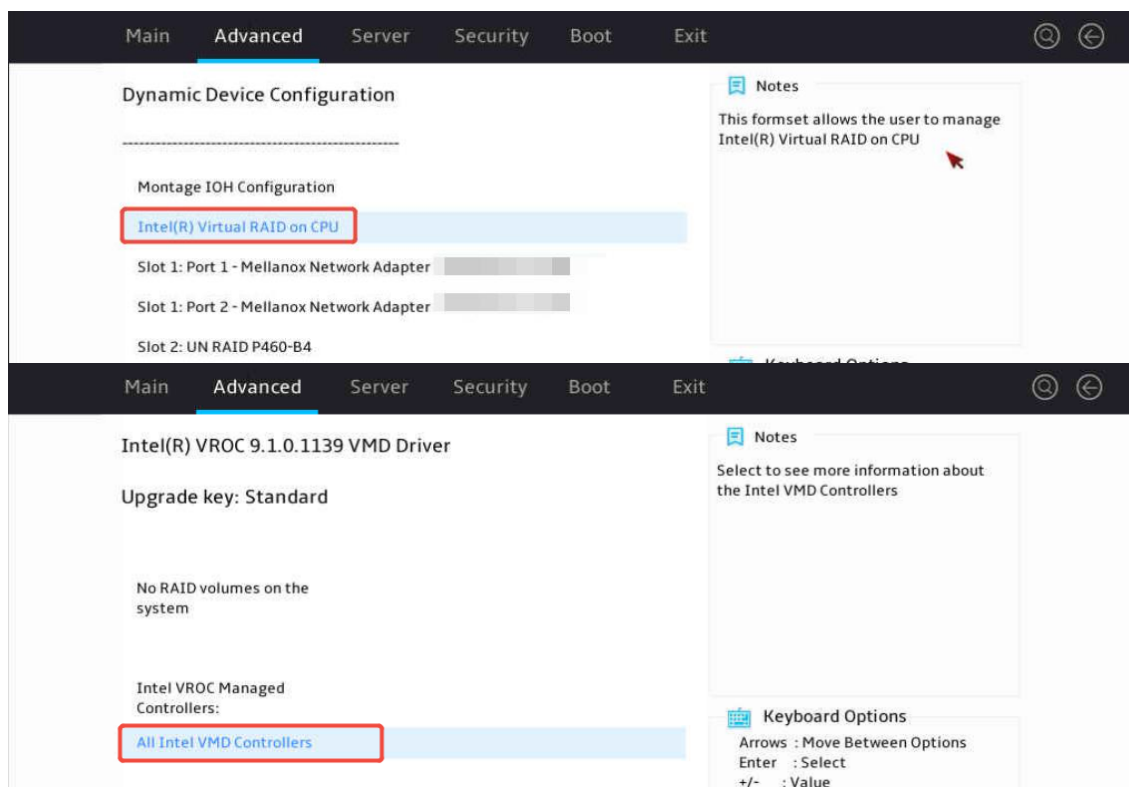 Main Advanced Server Security Boot Exit
Dynamic Device Configuration
--------------------------------------------------
Montage IOH Configuration
Intel(R) Virtual RAID on CPU
Slot 1: Port 1 - Mellanox Network Adapter
Slot 1: Port 2 - Mellanox Network Adapter
Slot 2: UN RAID P460-B4
Notes
This formset allows the user to manage
Intel(R) Virtual RAID on CPU
Keyboard Options
Main Advanced Server Security Boot Exit
Intel(R) VROC 9.1.0.1139 VMD Driver
Upgrade key: Standard
No RAID volumes on the
system
Intel VROC Managed
Controllers:
All Intel VMD Controllers
Notes
Select to see more information about
the Intel VMD Controllers
Keyboard Options
Arrows : Move Between Options
Enter : Select
+/- : Value